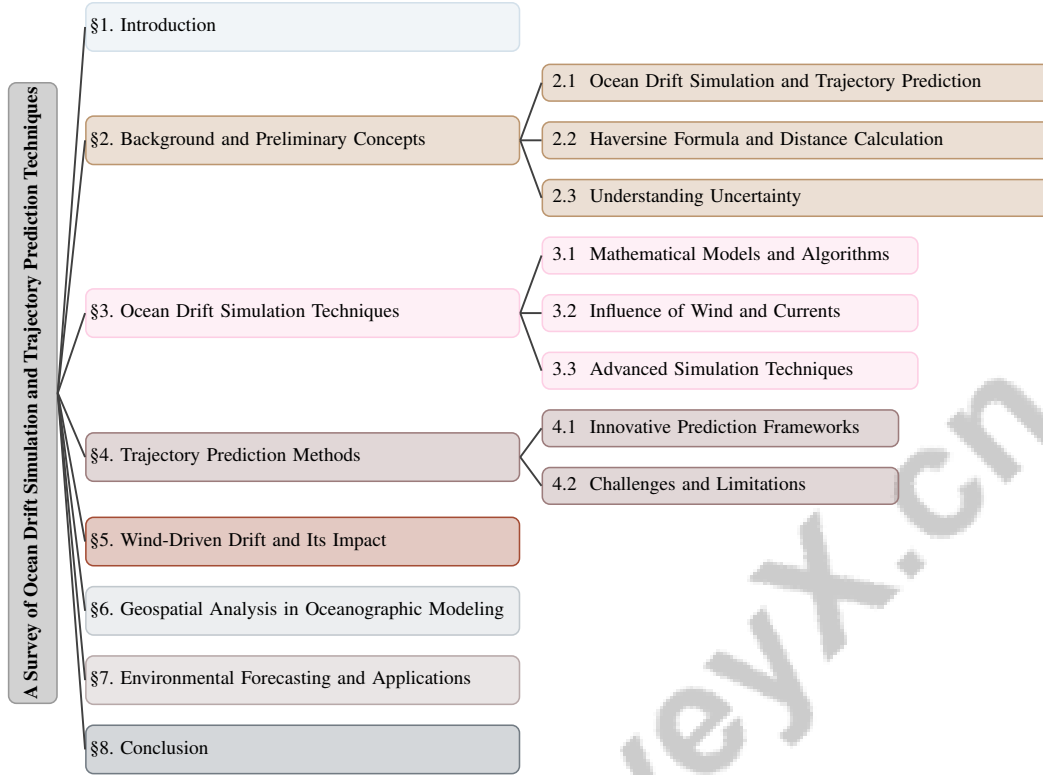 A Survey of Ocean Drift Simulation and Trajectory Prediction Techniques
§1. Introduction
§2. Background and Preliminary Concepts
2.1 Ocean Drift Simulation and Trajectory Prediction
2.2 Haversine Formula and Distance Calculation
2.3 Understanding Uncertainty
§3. Ocean Drift Simulation Techniques
3.1 Mathematical Models and Algorithms
3.2 Influence of Wind and Currents
3.3 Advanced Simulation Techniques
§4. Trajectory Prediction Methods
4.1 Innovative Prediction Frameworks
4.2 Challenges and Limitations
§5. Wind-Driven Drift and Its Impact
§6. Geospatial Analysis in Oceanographic Modeling
§7. Environmental Forecasting and Applications
§8. Conclusion
veyx.cn